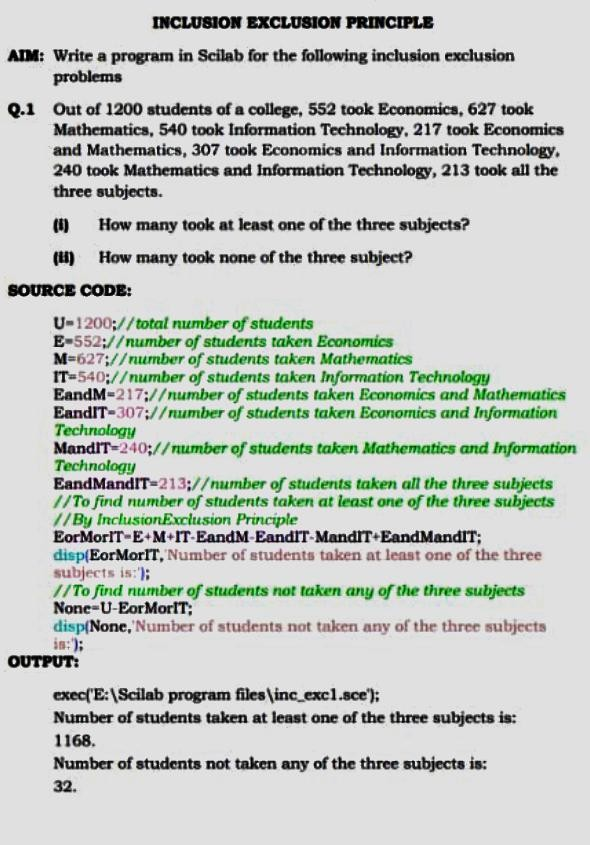 INCLUSION EXCLUSION PRINCIPLE
AIM: Write a program in Scilab for the following inclusion exclusion
problems
Q.1 Out of 1200 students of a college, 552 took Economics, 627 took
Mathematics, 540 took Information Technology, 217 took Economics
and Mathematics, 307 took Economics and Information Technology,
240 took Mathematics and Information Technology, 213 took all the
three subjects.
(i) How many took at least one of the three subjects?
(ii) How many took none of the three subject?
SOURCE CODE:
U=1200;//total number of students
E=552;//number of students taken Economics
M=627;//number of students taken Mathematics
IT=540;//number of students taken Information Technology
EandM=217;//number of students taken Economics and Mathematics
EandIT=307;//number of students taken Economics and Information
Technology
MandIT=240;//number of students taken Mathematics and Information
Technology
EandMandIT=213;//number of students taken all the three subjects
//To find number of students taken at least one of the three subjects
//By InclusionExclusion Principle
EorMorIT=E+M+IT-EandM-EandIT-MandIT+EandMandIT;
disp(EorMorIT,'Number of students taken at least one of the three
subjects is:');
//To find number of students not taken any of the three subjects
None=U-EorMorIT;
disp(None,'Number of students not taken any of the three subjects
is:');
OUTPUT:
exec('E:\Scilab program files\inc_exc1.sce');
Number of students taken at least one of the three subjects is:
1168.
Number of students not taken any of the three subjects is:
32.